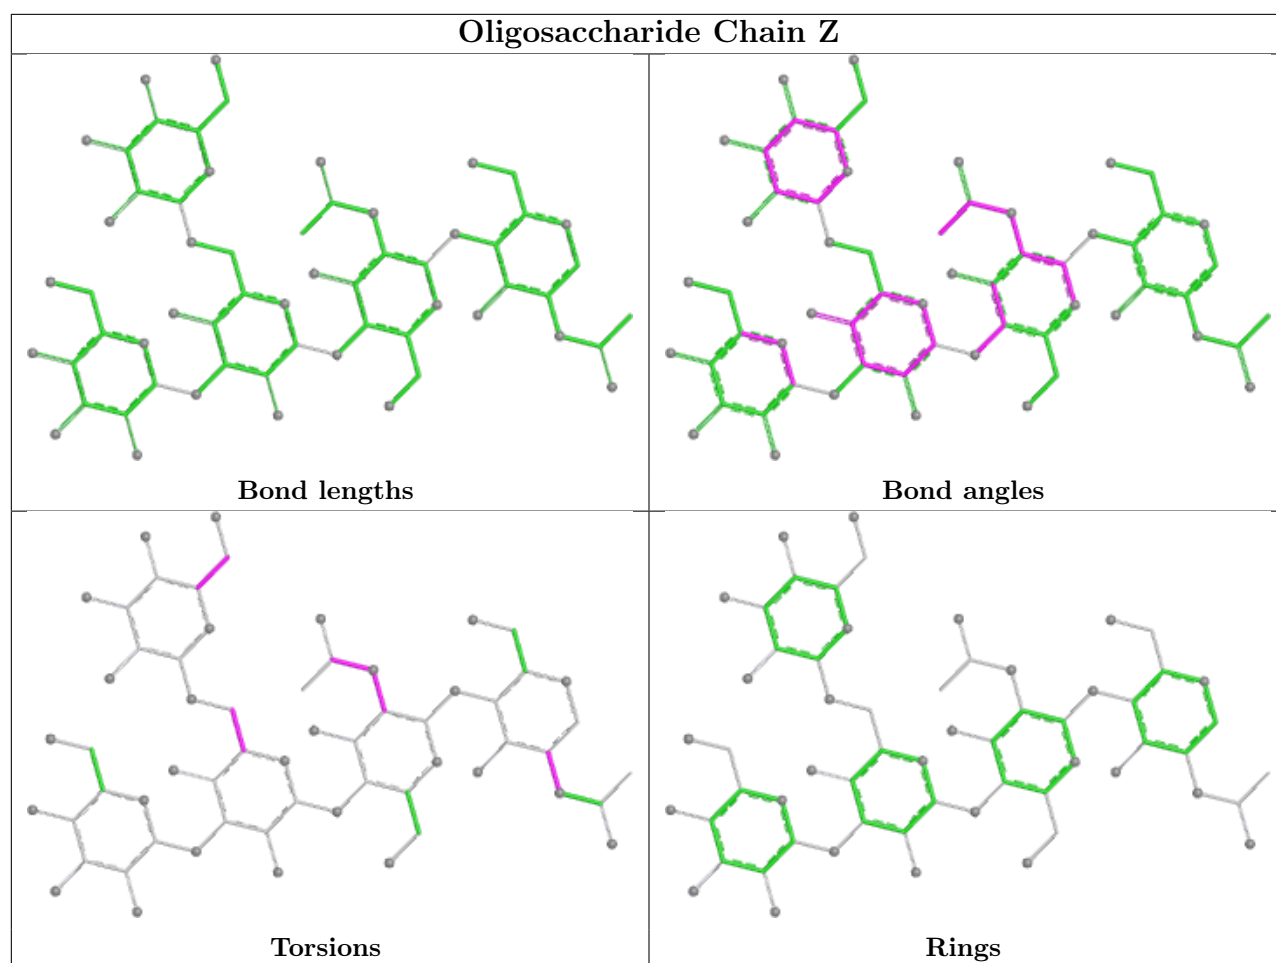 Oligosaccharide Chain Z
Bond lengths
Bond angles
Torsions
Rings